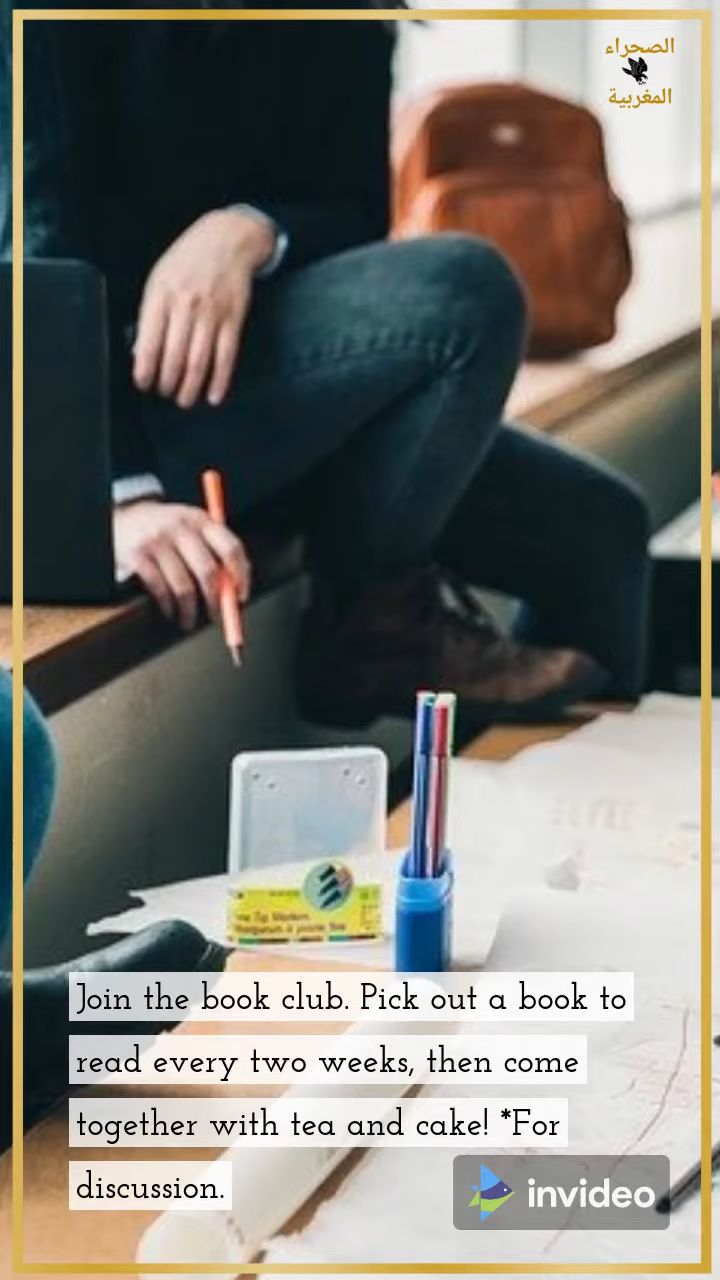 الصحراء
المغربية
Join the book club. Pick out a book to
read every two weeks, then come
together with tea and cake! *For
discussion.
invideo